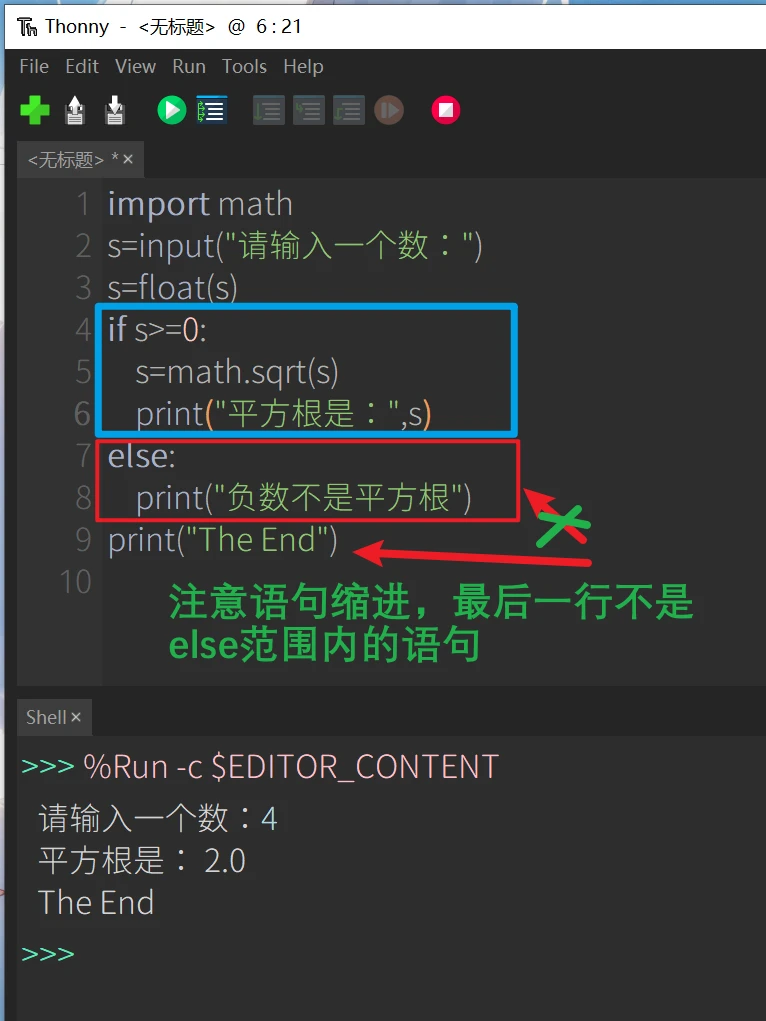 Thonny - <无标题> @ 6:21
File Edit View Run Tools Help
<无标题> * ×
1 import math
2 s=input("请输入一个数：")
3 s=float(s)
4 if s>=0:
5 s=math.sqrt(s)
6 print("平方根是：",s)
7 else:
8 print("负数不是平方根")
9 print("The End")
10
注意语句缩进，最后一行不是
else范围内的语句
Shell ×
>>> %Run -c $EDITOR_CONTENT
请输入一个数：4
平方根是： 2.0
The End
>>>